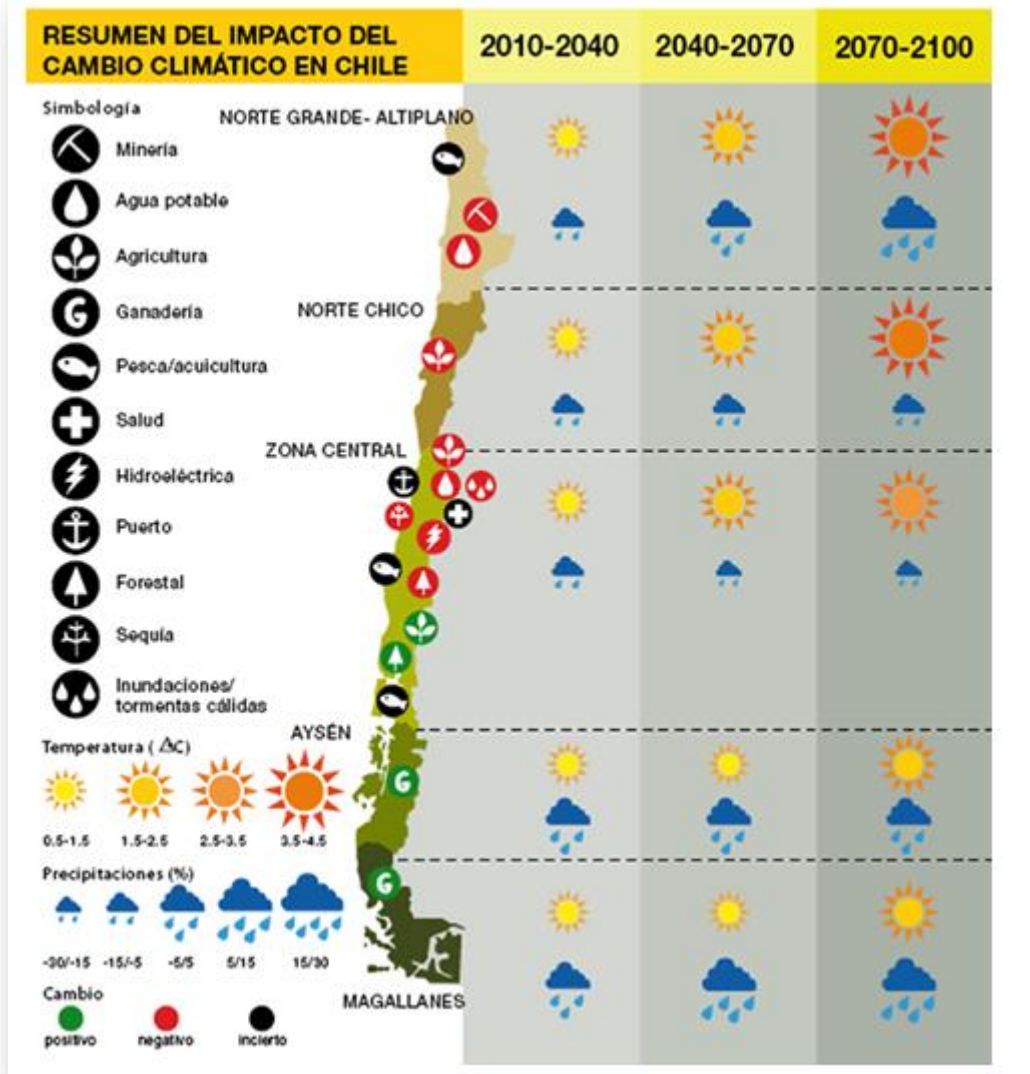 RESUMEN DEL IMPACTO DEL
CAMBIO CLIMÁTICO EN CHILE
2010-2040
2040-2070
2070-2100
Simbología
Minería
Agua potable
Agricultura
Ganadería
Pesca/acuicultura
Salud
Hidroeléctrica
Puerto
Forestal
Sequía
Inundaciones/
tormentas cálidas
NORTE GRANDE- ALTIPLANO
NORTE CHICO
ZONA CENTRAL
AYSÉN
MAGALLANES
Temperatura ( ΔC)
0.5-1.5 1.5-2.5 2.5-3.5 3.5-4.5
Precipitaciones (%)
-30/-15 -15/-5 -5/5 5/15 15/30
Cambio
positivo negativo incierto